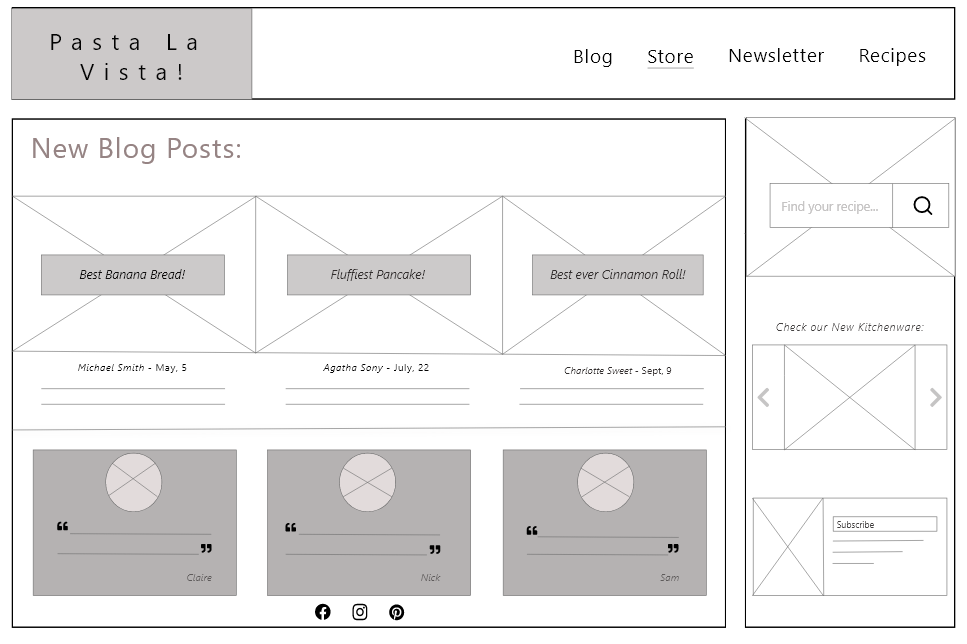 Pasta La
Vista!
Blog Store Newsletter Recipes
New Blog Posts:
Best Banana Bread!
Fluffiest Pancake!
Best ever Cinnamon Roll!
Michael Smith - May, 5
Agatha Sony - July, 22
Charlotte Sweet - Sept, 9
“
”
Claire
“
”
Nick
“
”
Sam
Find your recipe...
Check our New Kitchenware:
Subscribe